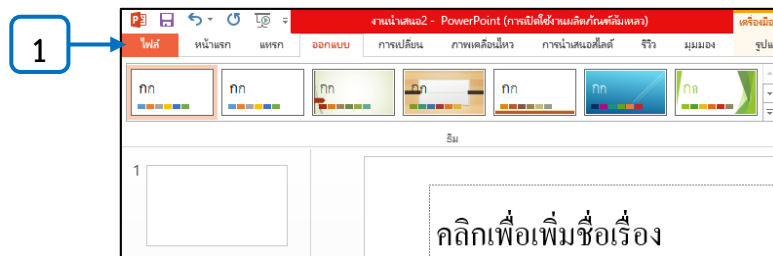 งานนำเสนอ2 - PowerPoint (การเปิดใช้งานผลิตภัณฑ์ล้มเหลว) เครื่องมือ
1
ไฟล์ หน้าแรก แทรก ออกแบบ การเปลี่ยน ภาพเคลื่อนไหว การนำเสนอสไลด์ รีวิว มุมมอง รูปแ
กก กก กก กก กก กก กก
ธีม
1
คลิกเพื่อเพิ่มชื่อเรื่อง